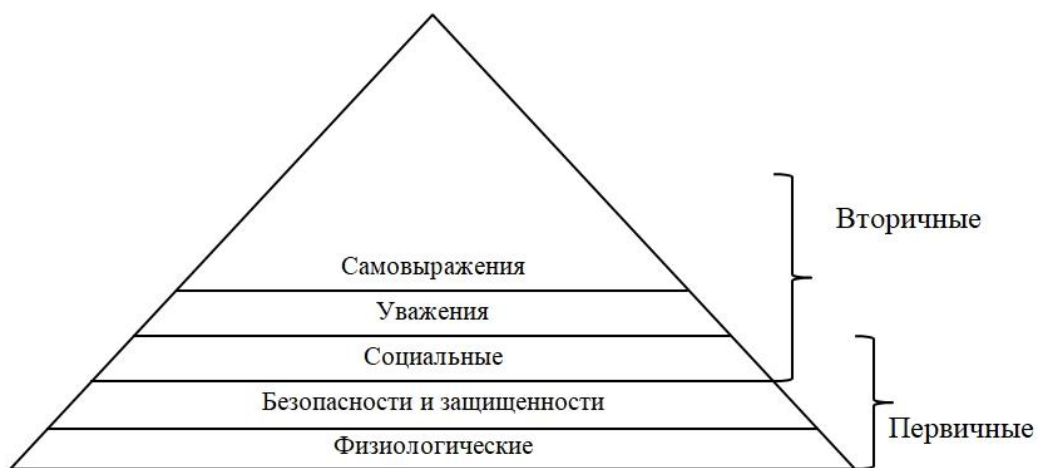 Вторичные
Самовыражения
Уважения
Социальные
Безопасности и защищенности
Первичные
Физиологические